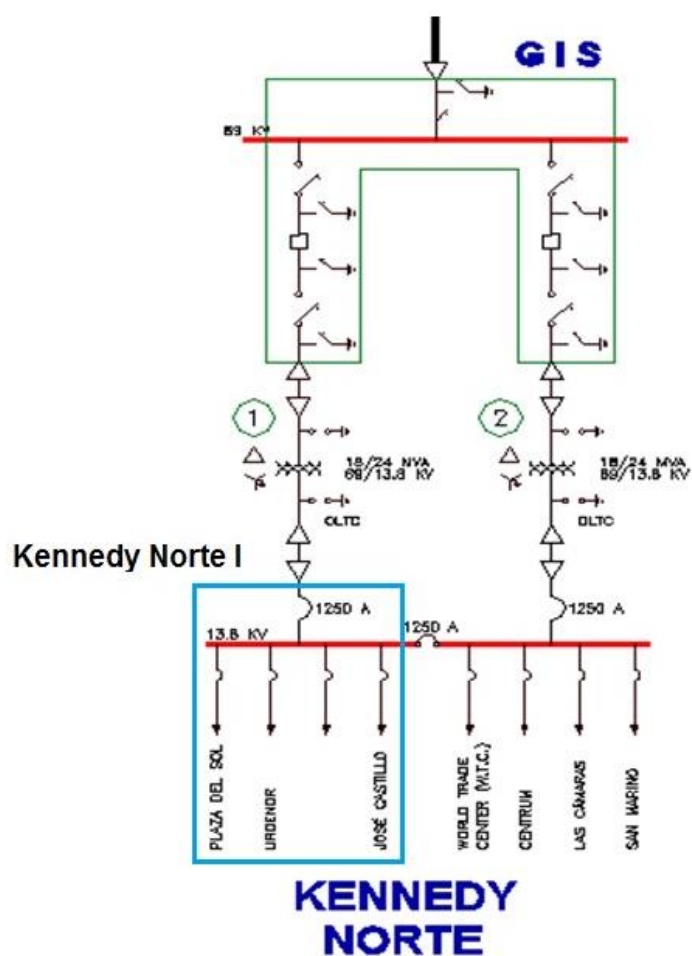 GIS
69 KV
1
18/24 MVA
69/13.8 KV
OLTC
2
18/24 MVA
69/13.8 KV
OLTC
Kennedy Norte I
1250 A
1250 A
1250 A
13.8 KV
PLAZA DEL SOL
URDENOR
JOSÉ CASTILLO
WORLD TRADE
CENTER (W.T.C.)
CENTRUM
LAS CÁMARAS
SAN MARINO
KENNEDY
NORTE